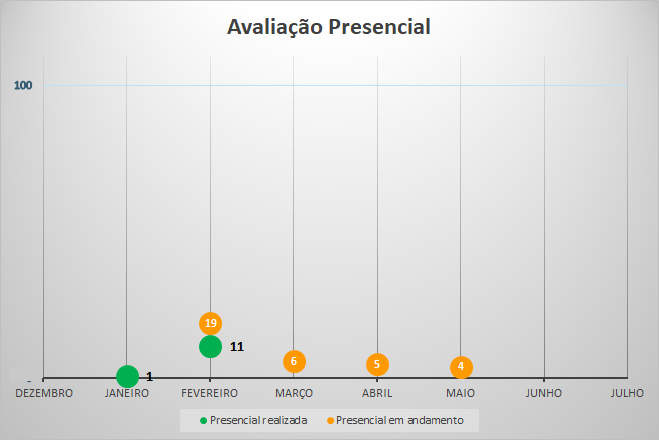 Avaliação Presencial
100
19
11
6
5
4
1
-
DEZEMBRO JANEIRO FEVEREIRO MARÇO ABRIL MAIO JUNHO JULHO
Presencial realizada Presencial em andamento